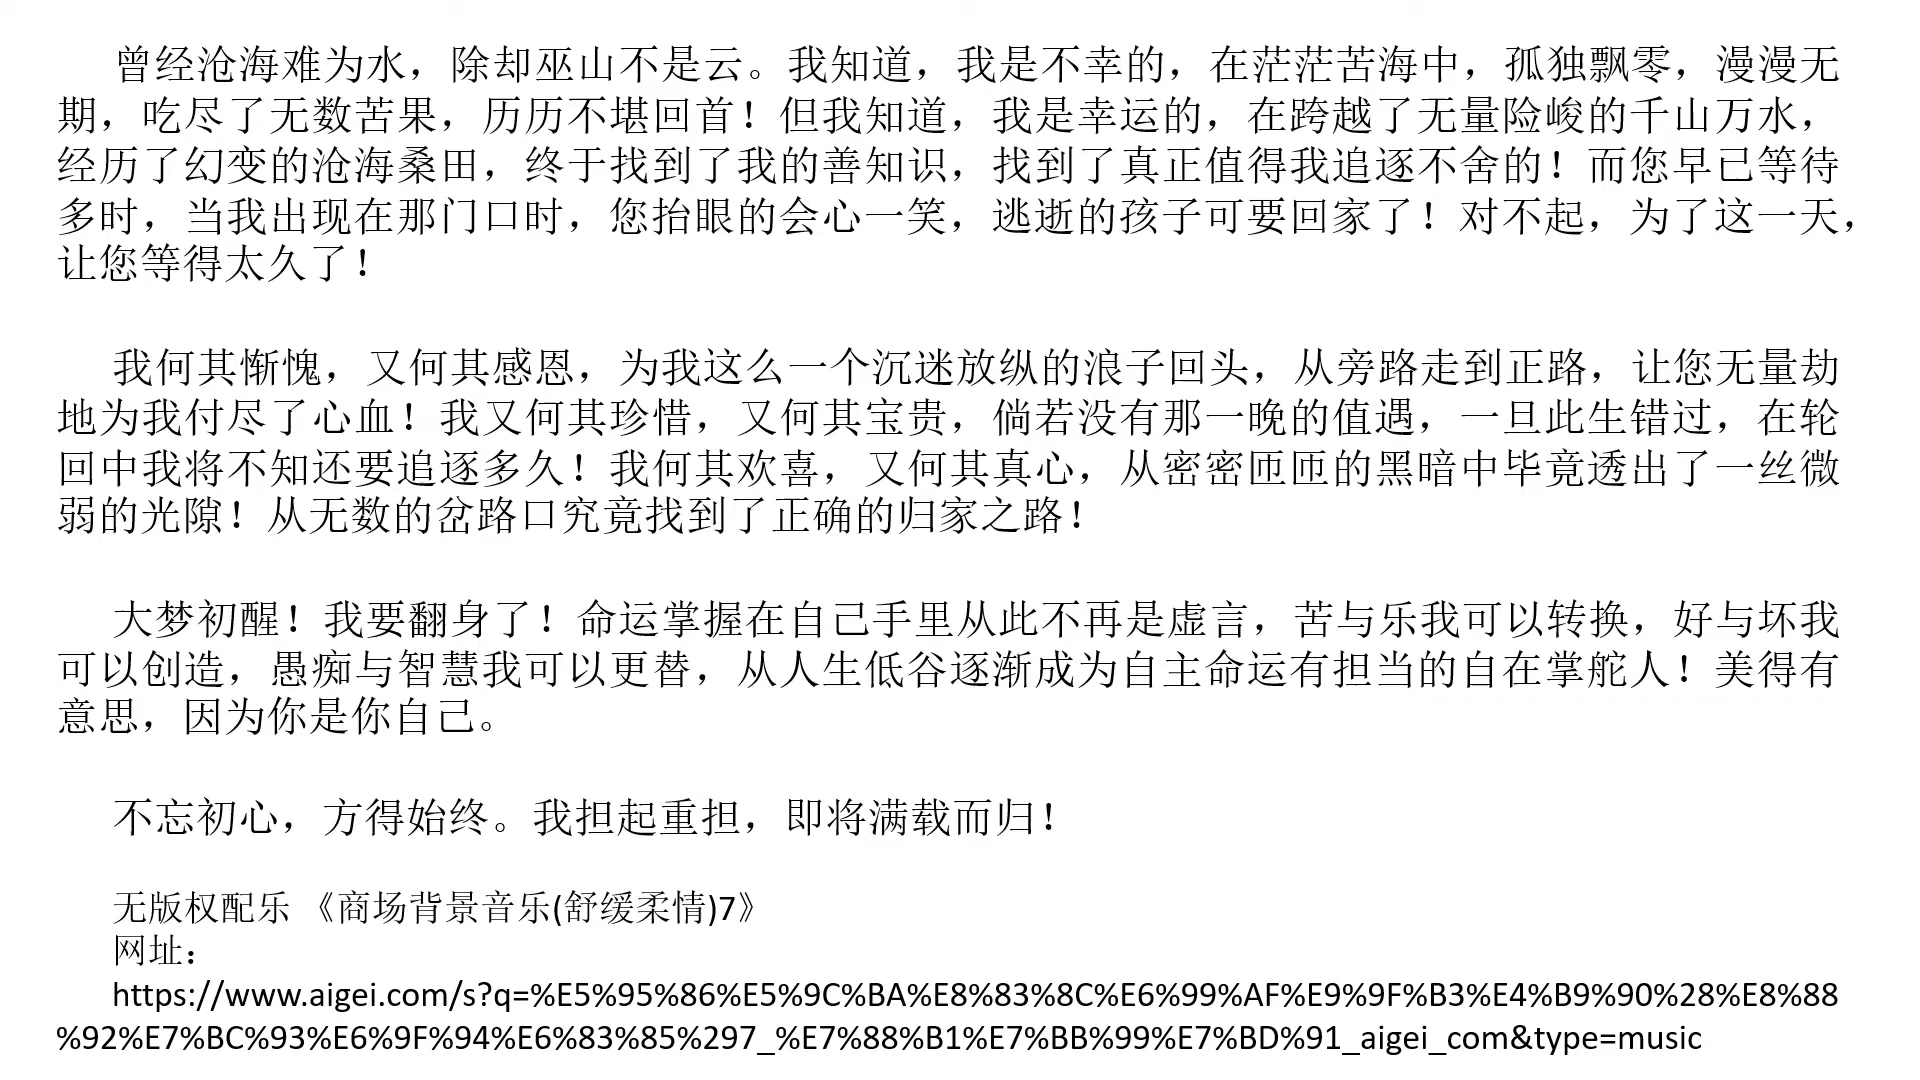 曾经沧海难为水，除却巫山不是云。我知道，我是不幸的，在茫茫苦海中，孤独飘零，漫漫无
期，吃尽了无数苦果，历历不堪回首！但我知道，我是幸运的，在跨越了无量险峻的千山万水，
经历了幻变的沧海桑田，终于找到了我的善知识，找到了真正值得我追逐不舍的！而您早已等待
多时，当我出现在那门口时，您抬眼的会心一笑，逃逝的孩子可要回家了！对不起，为了这一天，
让您等得太久了！
我何其惭愧，又何其感恩，为我这么一个沉迷放纵的浪子回头，从旁路走到正路，让您无量劫
地为我付尽了心血！我又何其珍惜，又何其宝贵，倘若没有那一晚的值遇，一旦此生错过，在轮
回中我将不知还要追逐多久！我何其欢喜，又何其真心，从密密匝匝的黑暗中毕竟透出了一丝微
弱的光隙！从无数的岔路口究竟找到了正确的归家之路！
大梦初醒！我要翻身了！命运掌握在自己手里从此不再是虚言，苦与乐我可以转换，好与坏我
可以创造，愚痴与智慧我可以更替，从人生低谷逐渐成为自主命运有担当的自在掌舵人！美得有
意思，因为你是你自己。
不忘初心，方得始终。我担起重担，即将满载而归！
无版权配乐 《商场背景音乐(舒缓柔情)7》
网址：
https://www.aigei.com/s?q=%E5%95%86%E5%9C%BA%E8%83%8C%E6%99%AF%E9%9F%B3%E4%B9%90%28%E8%88
%92%E7%BC%93%E6%9F%94%E6%83%85%297_%E7%88%B1%E7%BB%99%E7%BD%91_aigei_com&type=music